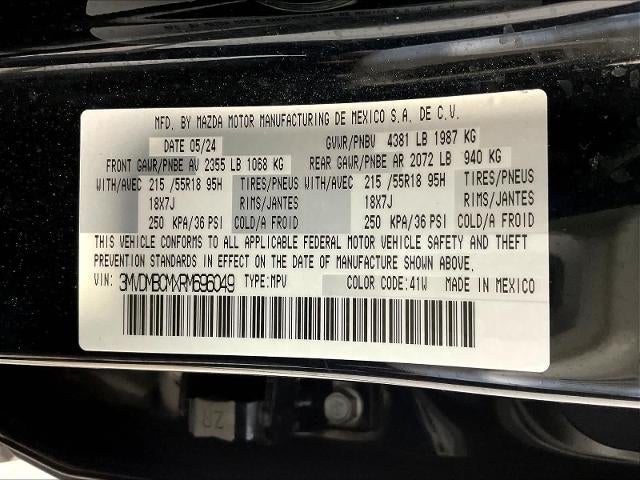 MFD. BY MAZDA MOTOR MANUFACTURING DE MEXICO S.A. DE C.V.
DATE 05/24 GVWR/PNBV 4381 LB 1987 KG
FRONT GAWR/PNBE AV 2355 LB 1068 KG REAR GAWR/PNBE AR 2072 LB 940 KG
WITH/AVEC 215 /55R18 95H TIRES/PNEUS WITH/AVEC 215 /55R18 95H TIRES/PNEUS
18X7J RIMS/JANTES 18X7J RIMS/JANTES
250 KPA/36 PSI COLD/A FROID 250 KPA/36 PSI COLD/A FROID
THIS VEHICLE CONFORMS TO ALL APPLICABLE FEDERAL MOTOR VEHICLE SAFETY AND THEFT
PREVENTION STANDARDS IN EFFECT ON THE DATE OF MANUFACTURE SHOWN ABOVE.
VIN: 3MVDMBCMXRM696049 TYPE:MPV COLOR CODE:41W MADE IN MEXICO
2R